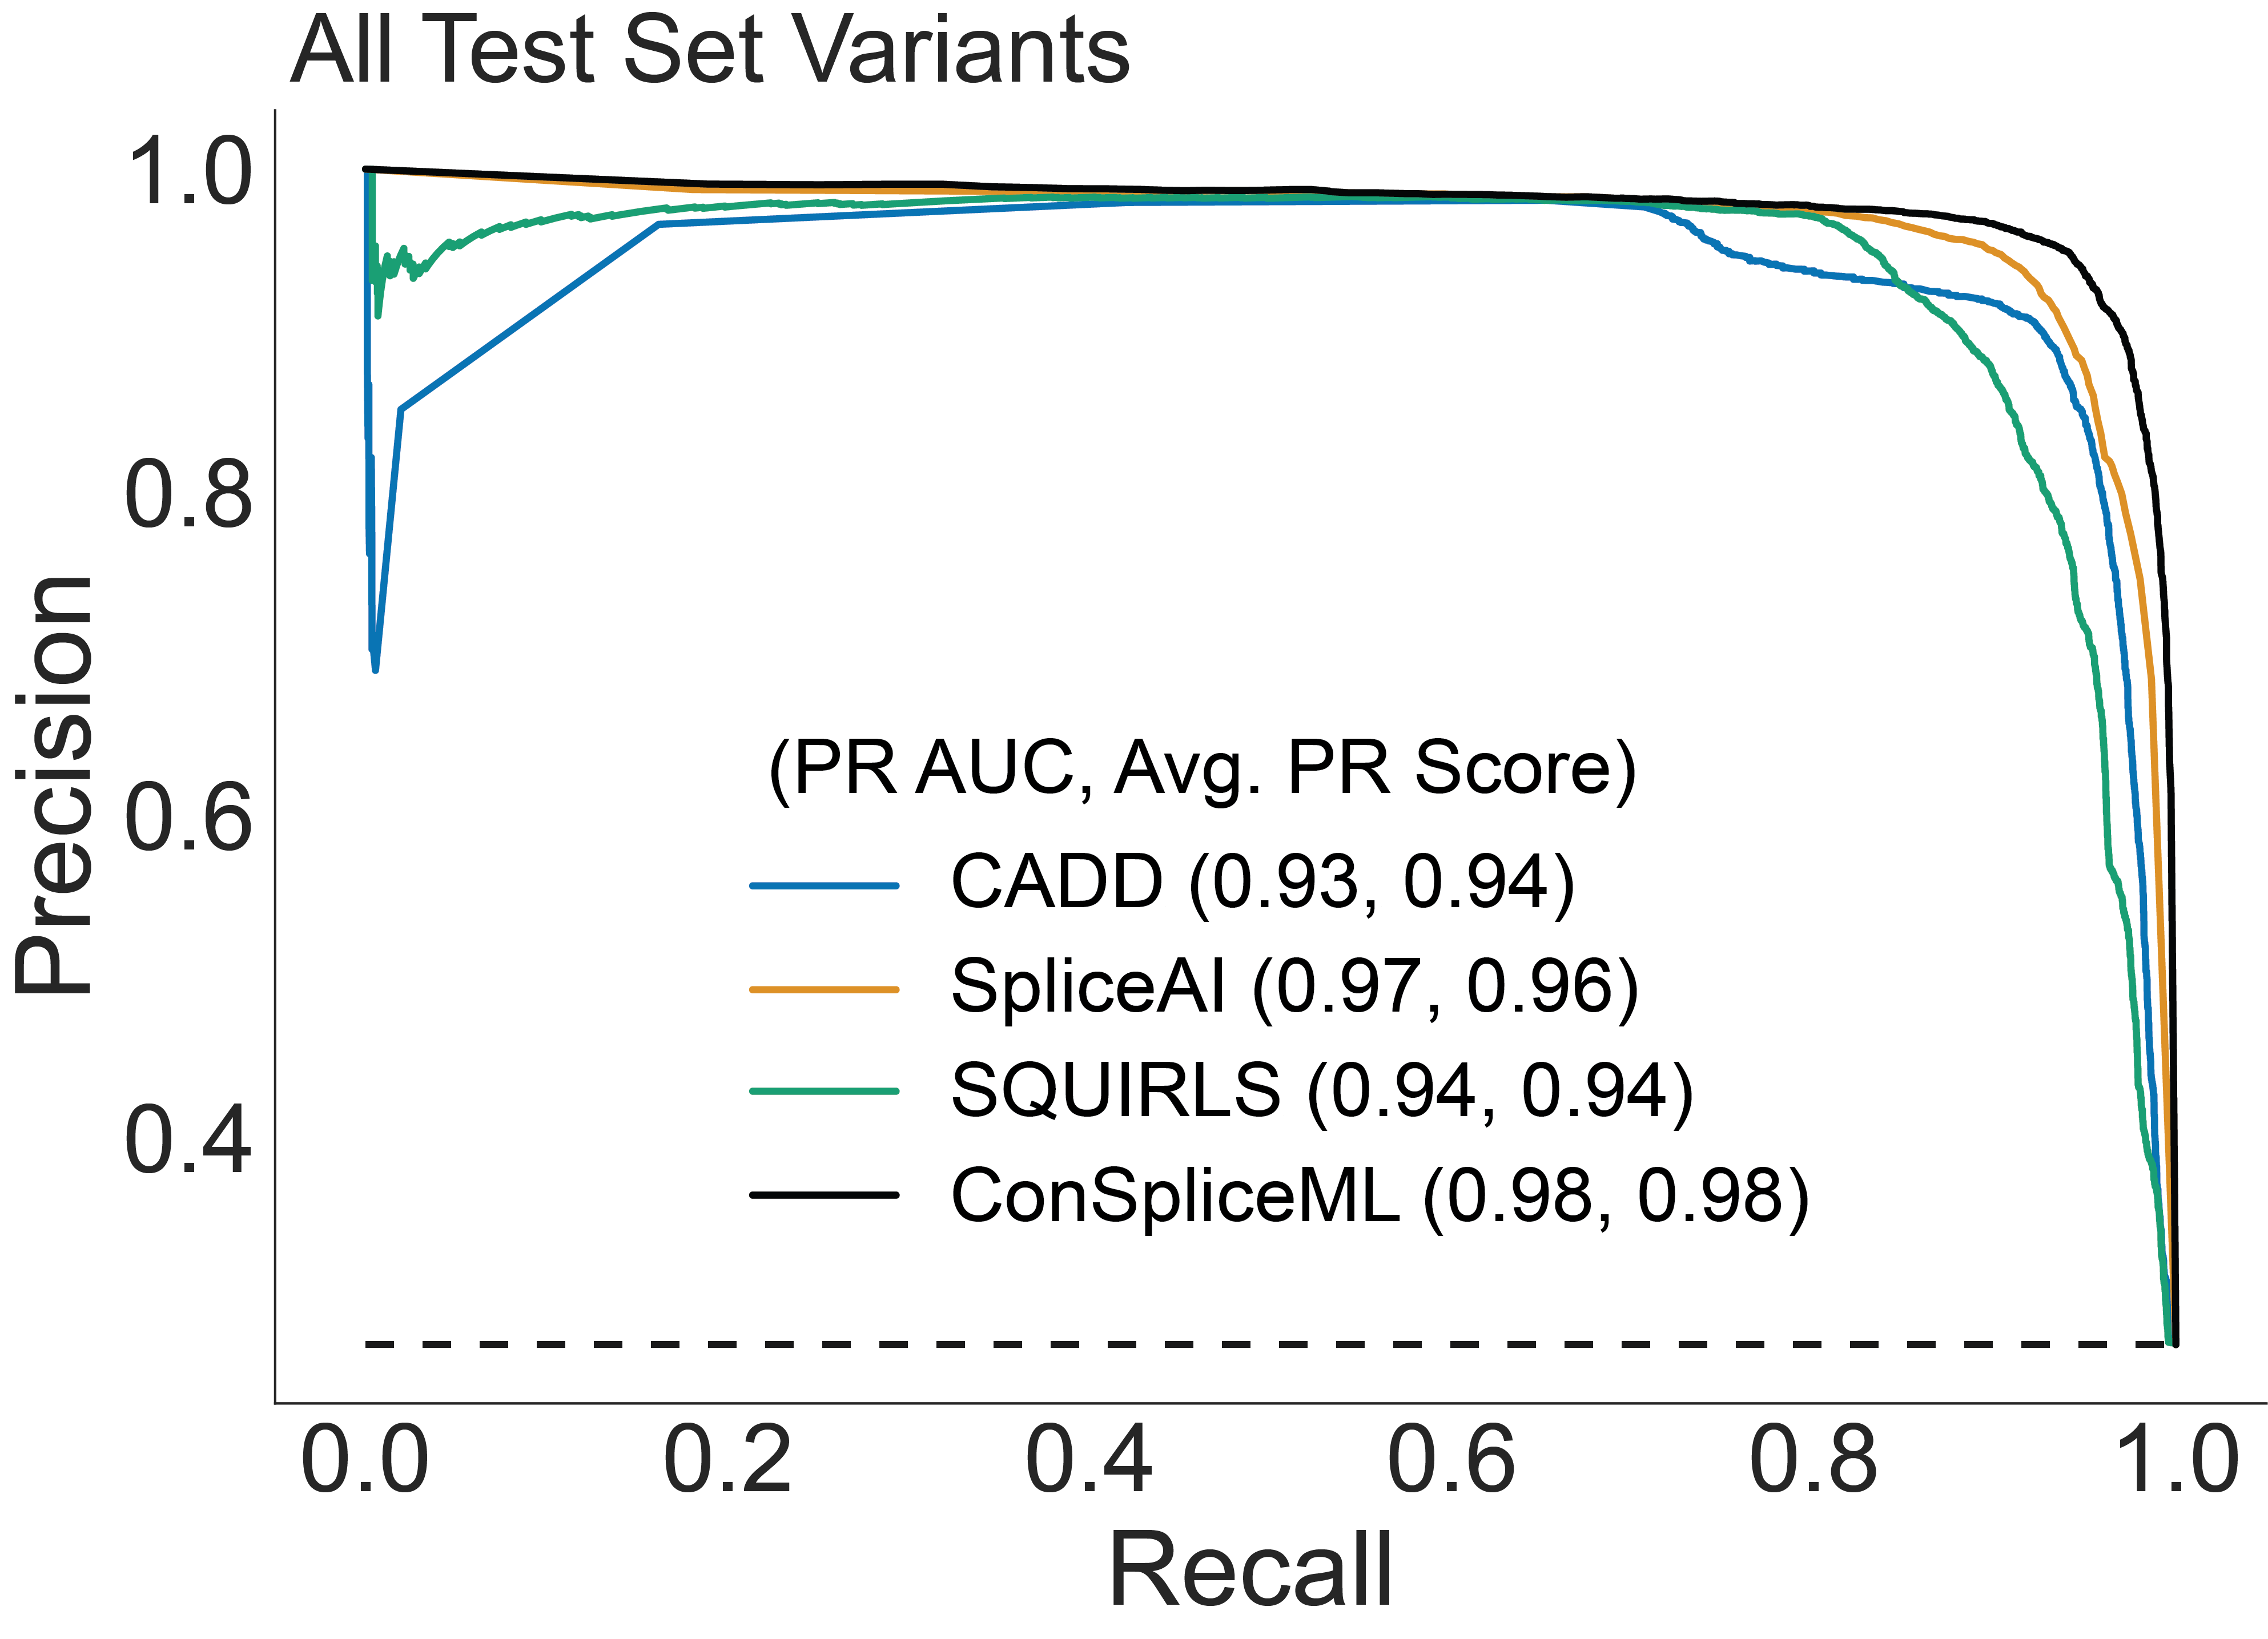 All Test Set Variants
1.0
0.8
0.6
0.4
Precision
(PR AUC, Avg. PR Score)
CADD (0.93, 0.94)
SpliceAI (0.97, 0.96)
SQUIRLS (0.94, 0.94)
ConSpliceML (0.98, 0.98)
0.0 0.2 0.4 0.6 0.8 1.0
Recall